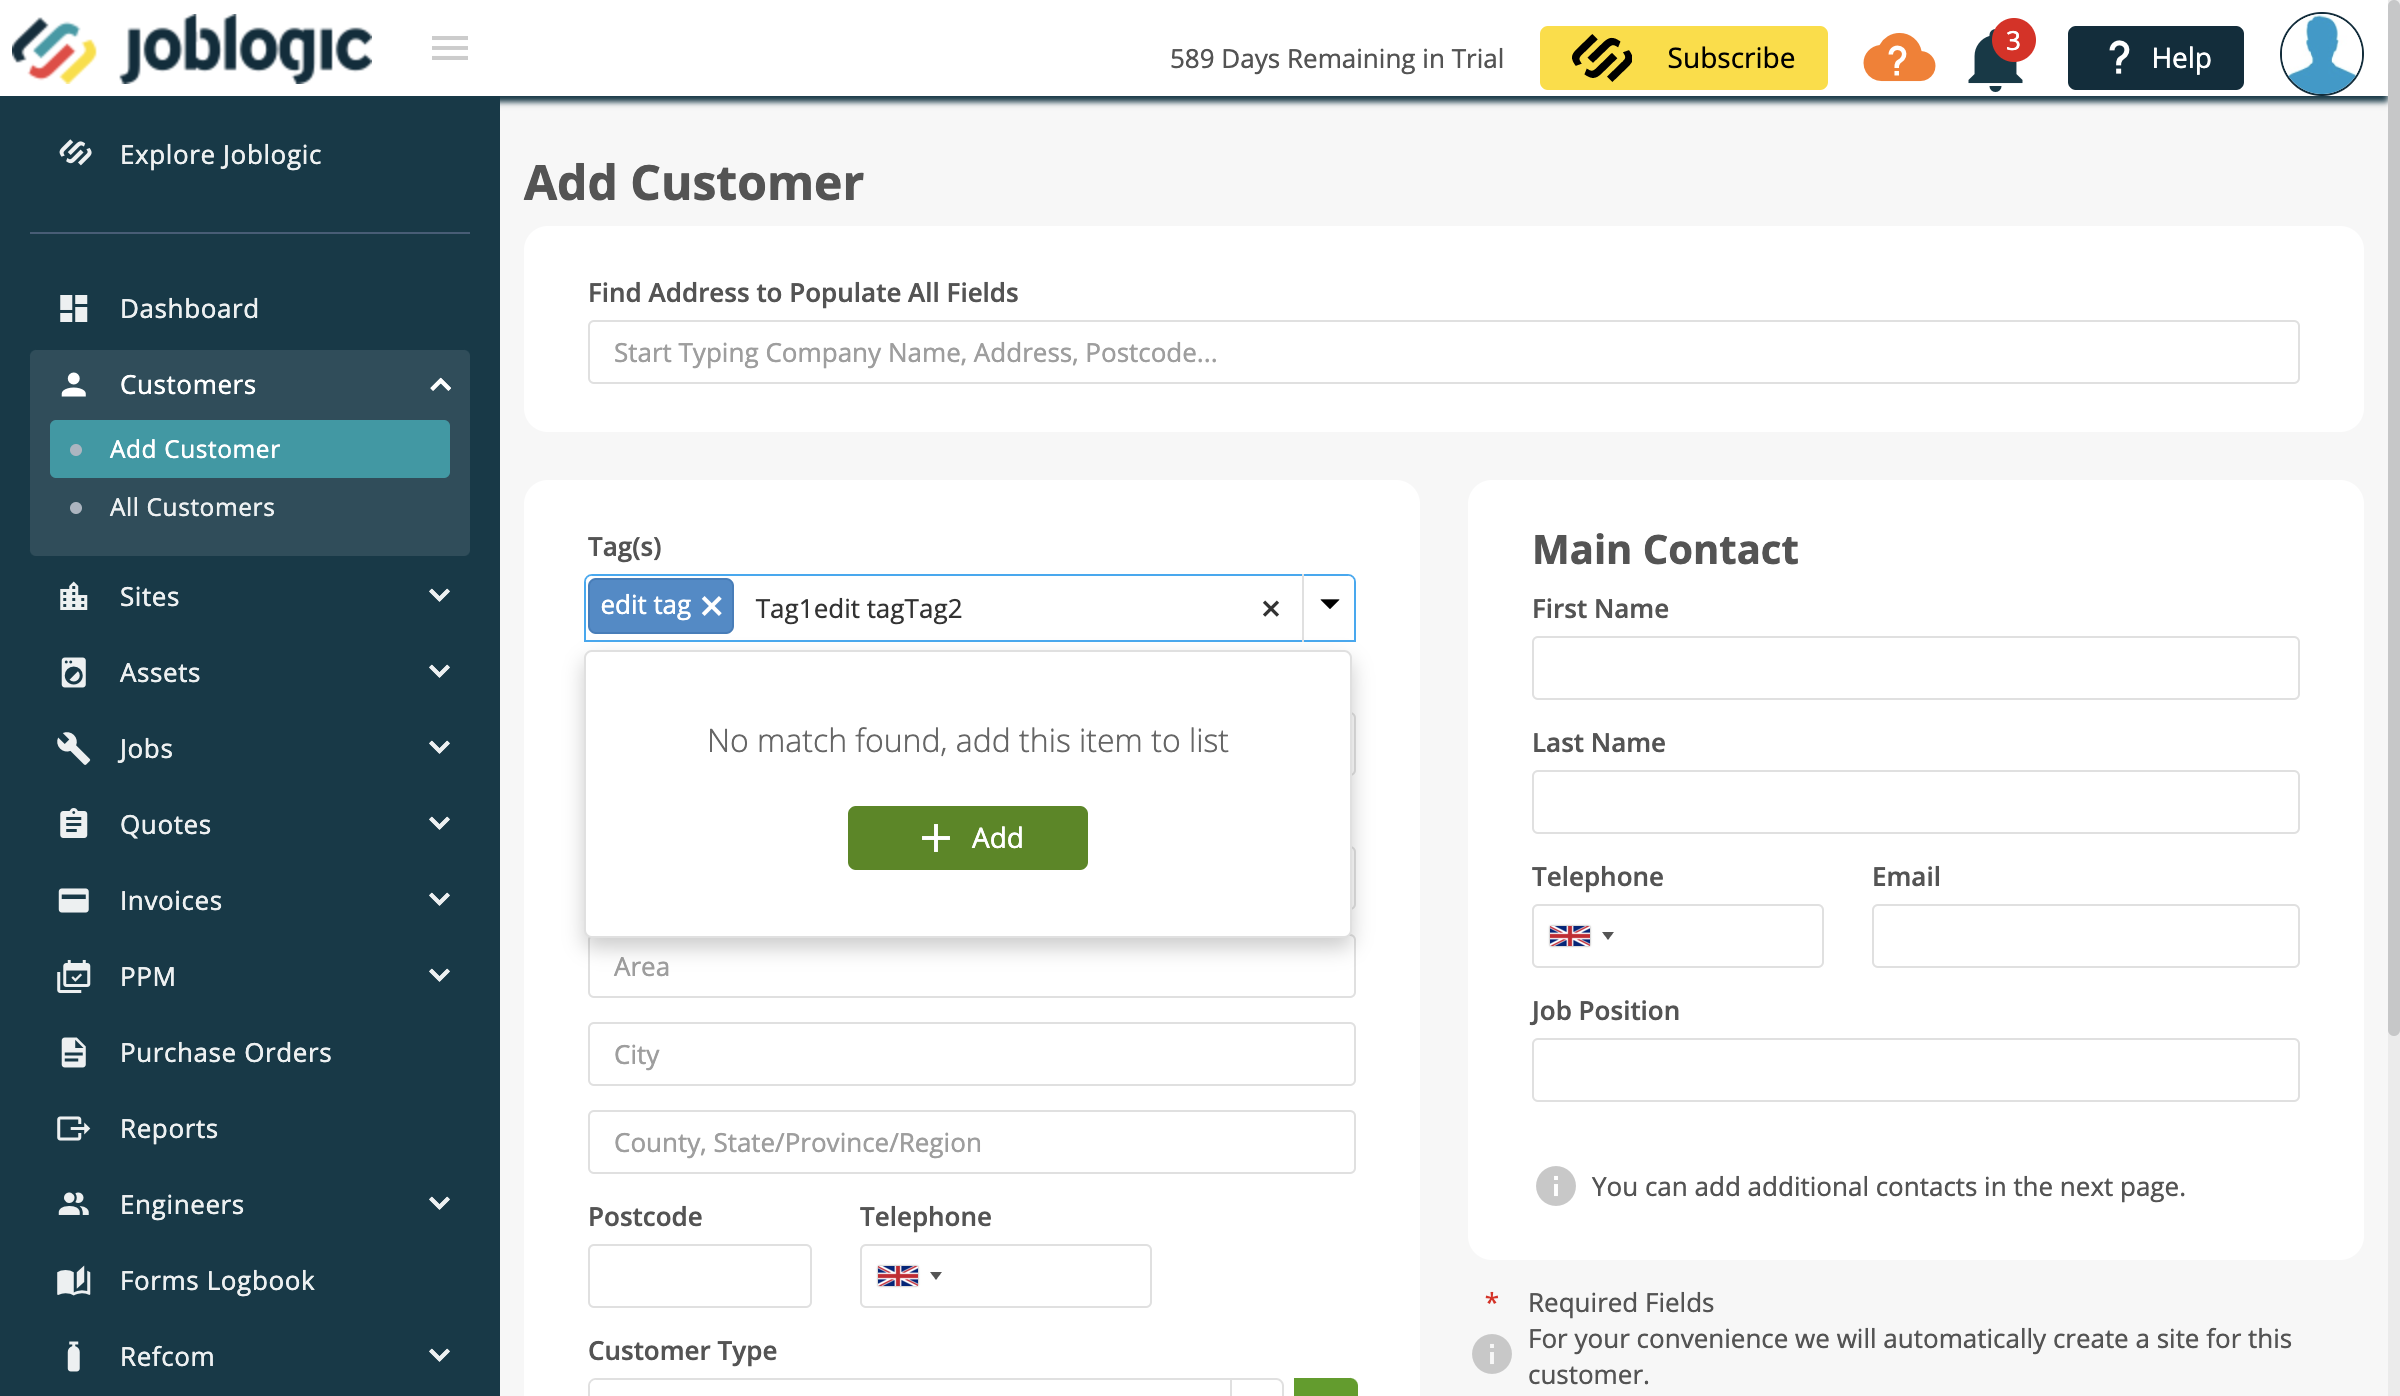 joblogic
589 Days Remaining in Trial
Subscribe
?
3
? Help
Explore Joblogic
Dashboard
Customers
Add Customer
All Customers
Sites
Assets
Jobs
Quotes
Invoices
PPM
Purchase Orders
Reports
Engineers
Forms Logbook
Refcom
Add Customer
Find Address to Populate All Fields
Start Typing Company Name, Address, Postcode...
Tag(s)
edit tag
Tag1edit tagTag2
No match found, add this item to list
+ Add
Area
City
County, State/Province/Region
Postcode
Telephone
Customer Type
Main Contact
First Name
Last Name
Telephone
Email
Job Position
i You can add additional contacts in the next page.
* Required Fields
i For your convenience we will automatically create a site for this
customer.